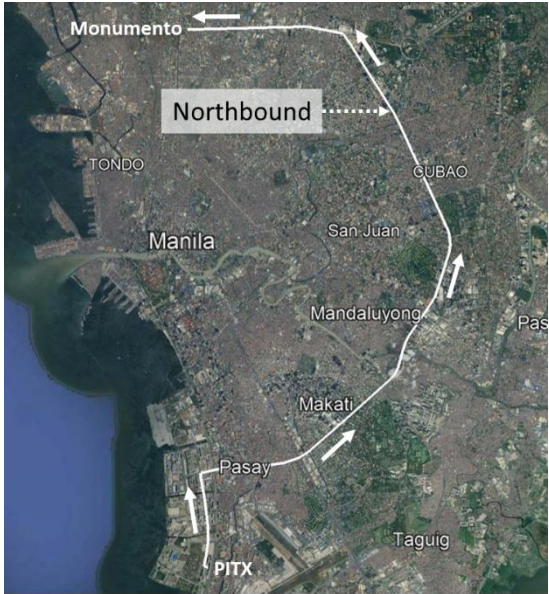 Monumento
Northbound
TONDO
CUBAO
San Juan
Manila
Mandaluyong
Pas
Makati
Pasay
Taguig
PITX